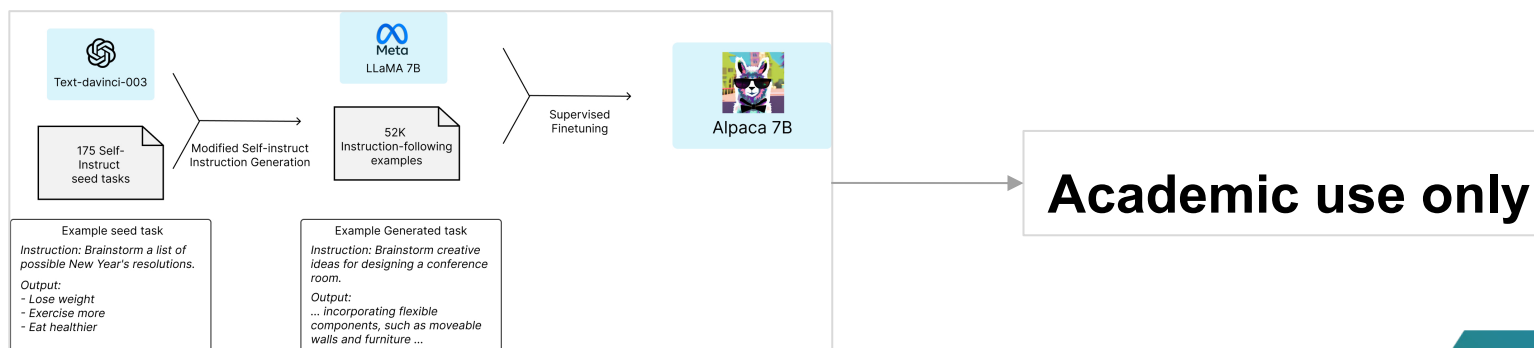 Text-davinci-003
175 Self-
Instruct
seed tasks
Modified Self-instruct
Instruction Generation
Meta
LLaMA 7B
52K
Instruction-following
examples
Supervised
Finetuning
Alpaca 7B
Academic use only
Example seed task
Instruction: Brainstorm a list of
possible New Year's resolutions.
Output:
- Lose weight
- Exercise more
- Eat healthier
Example Generated task
Instruction: Brainstorm creative
ideas for designing a conference
room.
Output:
... incorporating flexible
components, such as moveable
walls and furniture ...